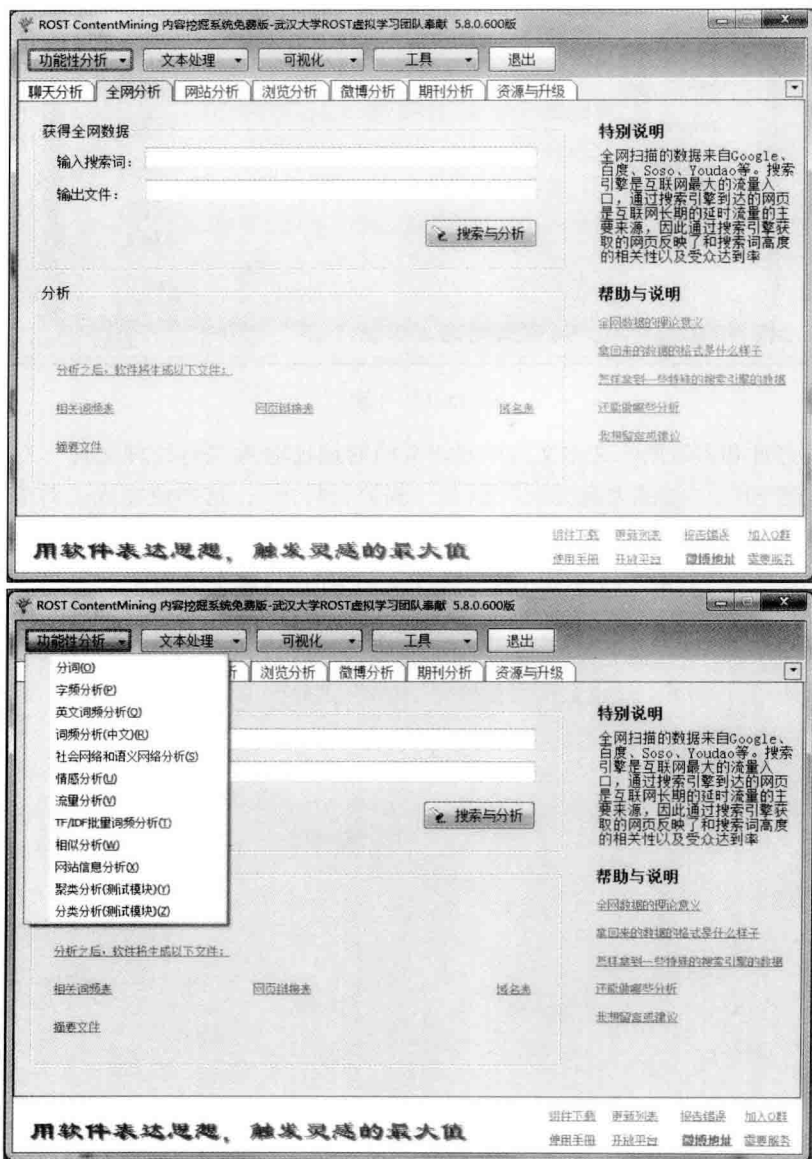 ROST ContentMining 内容挖掘系统免费版-武汉大学ROST虚拟学习团队奉献 5.8.0.600版
功能性分析 文本处理 可视化 工具 退出
聊天分析 全网分析 网站分析 浏览分析 微博分析 期刊分析 资源与升级
获得全网数据
输入搜索词：
输出文件：
搜索与分析
分析
分析之后，软件将生成以下文件：
相关词频表 网页链接表 域名表
摘要文件
特别说明
全网扫描的数据来自Google、
百度、Soso、Youdao等。搜索
引擎是互联网最大的流量入
口，通过搜索引擎到达的网页
是互联网长期的延时流量的主
要来源，因此通过搜索引擎获
取的网页反映了和搜索词高度
的相关性以及受众达到率
帮助与说明
全网数据的理论意义
拿回来的数据的格式是什么样子
怎样拿到一些特殊的搜索引擎的数据
还能做哪些分析
我想留言或建议
用软件表达思想，触发灵感的最大值
组件下载 更新列表 报告错误 加入Q群
使用手册 开放平台 微博地址 需要服务
ROST ContentMining 内容挖掘系统免费版-武汉大学ROST虚拟学习团队奉献 5.8.0.600版
功能性分析 文本处理 可视化 工具 退出
析 浏览分析 微博分析 期刊分析 资源与升级
分词(O)
字频分析(P)
英文词频分析(Q)
词频分析(中文)(R)
社会网络和语义网络分析(S)
情感分析(U)
流量分析(V)
TF/IDF批量词频分析(T)
相似分析(W)
网站信息分析(X)
聚类分析(测试模块)(Y)
分类分析(测试模块)(Z)
搜索与分析
分析之后，软件将生成以下文件：
相关词频表 网页链接表 域名表
摘要文件
特别说明
全网扫描的数据来自Google、
百度、Soso、Youdao等。搜索
引擎是互联网最大的流量入
口，通过搜索引擎到达的网页
是互联网长期的延时流量的主
要来源，因此通过搜索引擎获
取的网页反映了和搜索词高度
的相关性以及受众达到率
帮助与说明
全网数据的理论意义
拿回来的数据的格式是什么样子
怎样拿到一些特殊的搜索引擎的数据
还能做哪些分析
我想留言或建议
用软件表达思想，触发灵感的最大值
组件下载 更新列表 报告错误 加入Q群
使用手册 开放平台 微博地址 需要服务